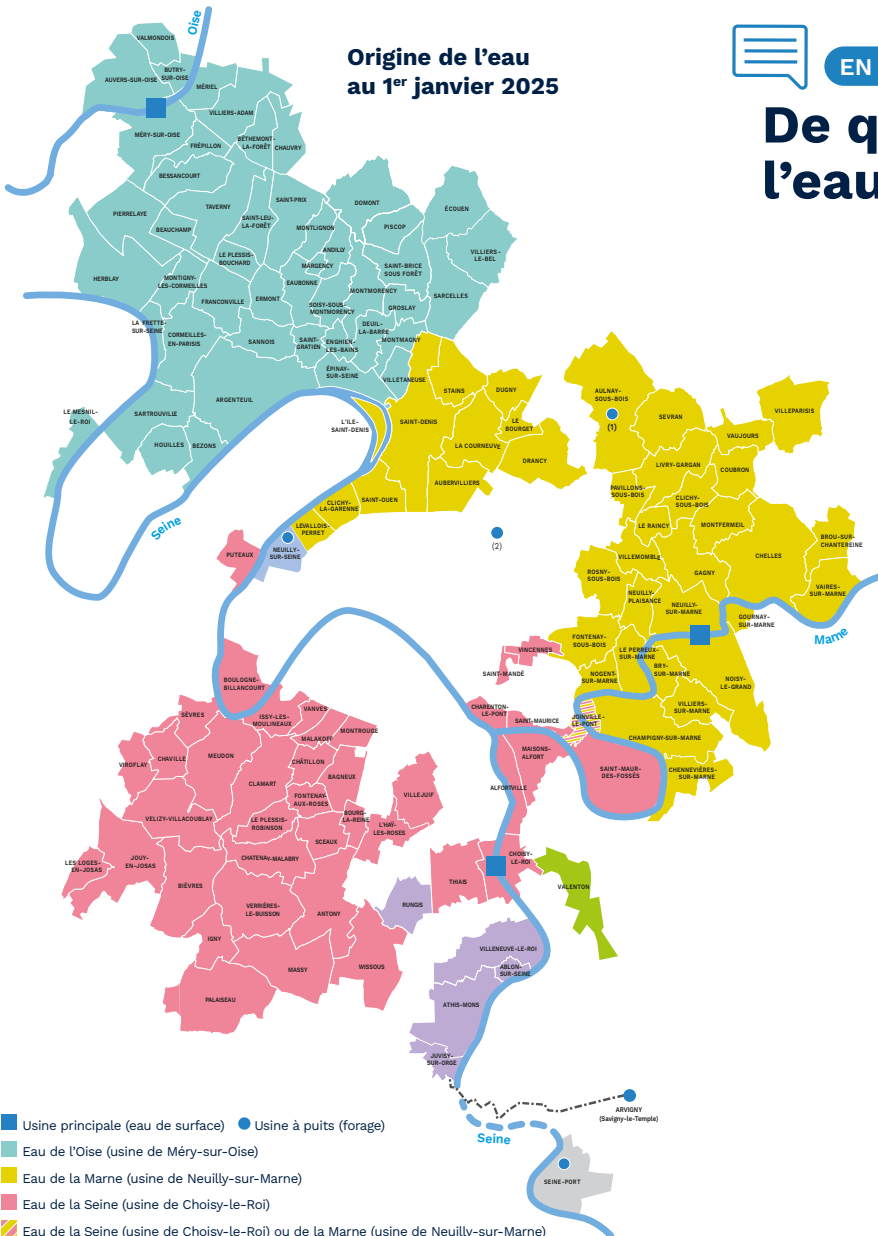 Oise
Origine de l'eau
au 1er janvier 2025
EN
De q
l'eau
VALMONDOIS
BUTRY-
SUR-OISE
AUVERS-SUR-OISE
MÉRIEL
VILLIERS-ADAM
MÉRY-SUR-OISE
FRÉPILLON
BÉTHEMONT-
LA-FORÊT
CHAUVRY
BESSANCOURT
PIERRELAYE
TAVERNY
SAINT-PRIX
DOMONT
ÉCOUEN
BEAUCHAMP
SAINT-LEU-
LA-FORÊT
MONTLIGNON
PISCOP
LE PLESSIS-
BOUCHARD
ANDILLY
MARGENCY
SAINT-BRICE
SOUS FORÊT
VILLIERS-
LE-BEL
HERBLAY
MONTIGNY-
LES-CORMEILLES
FRANCONVILLE
ERMONT
EAUBONNE
MONTMORENCY
SARCELLES
SOISY-SOUS-
MONTMORENCY
GROSLAY
LA FRETTE-
SUR-SEINE
CORMEILLES-
EN-PARISIS
SANNOIS
SAINT-
GRATIEN
ENGHIEN-
LES-BAINS
DEUIL-
LA-BARRE
MONTMAGNY
ÉPINAY-
SUR-SEINE
VILLETANEUSE
ARGENTEUIL
SARTROUVILLE
LE MESNIL-
LE-ROI
HOUILLES
BEZONS
L'ILE-
SAINT-DENIS
SAINT-DENIS
STAINS
DUGNY
LE
BOURGET
LA COURNEUVE
DRANCY
AUBERVILLIERS
SAINT-OUEN
CLICHY-
LA-GARENNE
LEVALLOIS-
PERRET
NEUILLY-
SUR-SEINE
PUTEAUX
Seine
(2)
AULNAY-
SOUS-BOIS
(1)
SEVRAN
VILLEPARISIS
VAUJOURS
LIVRY-GARGAN
COUBRON
PAVILLONS-
SOUS-BOIS
CLICHY-
SOUS-BOIS
LE RAINCY
MONTFERMEIL
CHELLES
BROU-SUR-
CHANTEREINE
VILLEMOMBLE
GAGNY
ROSNY-
SOUS-BOIS
NEUILLY-
PLAISANCE
NEUILLY-
SUR-MARNE
VAIRES-
SUR-MARNE
GOURNAY-
SUR-MARNE
Marne
FONTENAY-
SOUS-BOIS
LE PERREUX-
SUR-MARNE
BRY-
SUR-MARNE
NOGENT-
SUR-MARNE
NOISY-
LE-GRAND
VILLIERS-
SUR-MARNE
VINCENNES
SAINT-MANDÉ
CHARENTON-
LE-PONT
SAINT-MAURICE
JOINVILLE-
LE-PONT
CHAMPIGNY-SUR-MARNE
MAISONS-
ALFORT
SAINT-MAUR-
DES-FOSSÉS
CHENNEVIÈRES-
SUR-MARNE
ALFORTVILLE
BOULOGNE-
BILLANCOURT
SÈVRES
ISSY-LES-
MOULINEAUX
VANVES
MALAKOFF
MONTROUGE
VIROFLAY
CHAVILLE
MEUDON
CHÂTILLON
BAGNEUX
CLAMART
FONTENAY-
AUX-ROSES
VILLEJUIF
VELIZY-VILLACOUBLAY
LE PLESSIS-
ROBINSON
BOURG-
LA-REINE
L'HAY-
LES-ROSES
SCEAUX
LES LOGES-
EN-JOSAS
JOUY-
EN-JOSAS
CHATENAY-MALABRY
BIÈVRES
VERRIÈRES-
LE-BUISSON
ANTONY
IGNY
MASSY
WISSOUS
PALAISEAU
RUNGIS
THIAIS
CHOISY-
LE-ROI
VALENTON
VILLENEUVE-LE-ROI
ABLON-
SUR-SEINE
ATHIS-MONS
JUVISY-
SUR-ORGE
ARVIGNY
(Savigny-le-Temple)
Seine
SEINE-PORT
Usine principale (eau de surface)
Usine à puits (forage)
Eau de l'Oise (usine de Méry-sur-Oise)
Eau de la Marne (usine de Neuilly-sur-Marne)
Eau de la Seine (usine de Choisy-le-Roi)
Eau de la Seine (usine de Choisy-le-Roi) ou de la Marne (usine de Neuilly-sur-Marne)